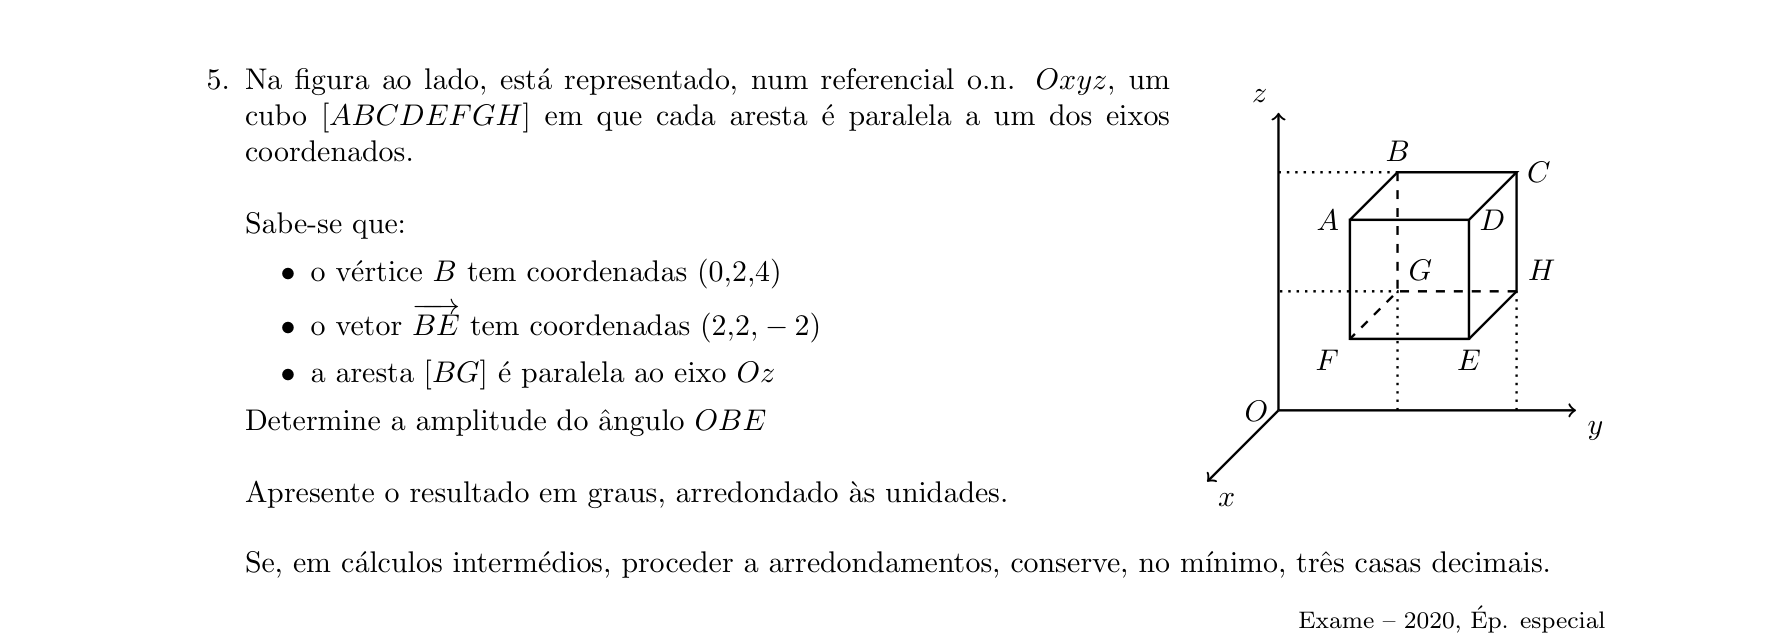 5. Na figura ao lado, está representado, num referencial o.n. Oxyz, um
cubo [ABCDEFGH] em que cada aresta é paralela a um dos eixos
coordenados.
Sabe-se que:
• o vértice B tem coordenadas (0,2,4)
• o vetor $\overrightarrow{BE}$ tem coordenadas (2,2, − 2)
• a aresta [BG] é paralela ao eixo Oz
Determine a amplitude do ângulo OBE
Apresente o resultado em graus, arredondado às unidades.
Se, em cálculos intermédios, proceder a arredondamentos, conserve, no mínimo, três casas decimais.
Exame – 2020, Ép. especial
z
B
C
A
D
G
H
F
E
O
y
x